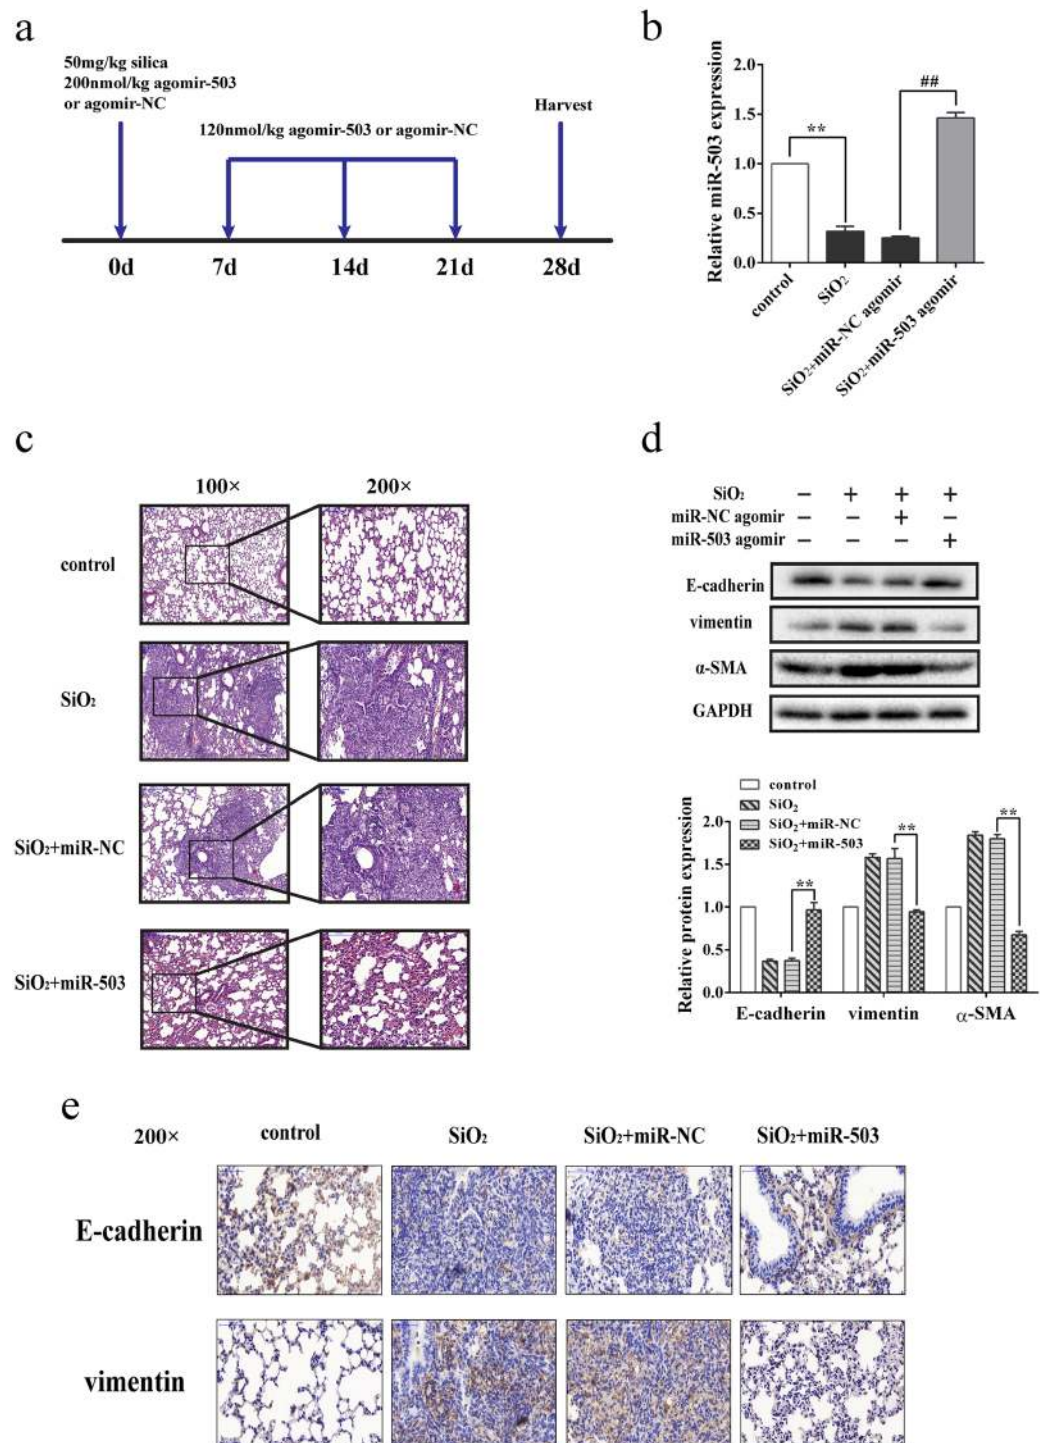 a
50mg/kg silica
200nmol/kg agomir-503
or agomir-NC
120nmol/kg agomir-503 or agomir-NC
Harvest
0d 7d 14d 21d 28d
b
Relative miR-503 expression
2.0
1.5
1.0
0.5
0.0
**
##
control
SiO₂
SiO₂+miR-NC agomir
SiO₂+miR-503 agomir
c
100× 200×
control
SiO₂
SiO₂+miR-NC
SiO₂+miR-503
d
SiO₂ − + + +
miR-NC agomir − − + −
miR-503 agomir − − − +
E-cadherin
vimentin
α-SMA
GAPDH
control
SiO₂
SiO₂+miR-NC
SiO₂+miR-503
Relative protein expression
2.0
1.5
1.0
0.5
0.0
**
**
**
E-cadherin vimentin α-SMA
e
200× control SiO₂ SiO₂+miR-NC SiO₂+miR-503
E-cadherin
vimentin